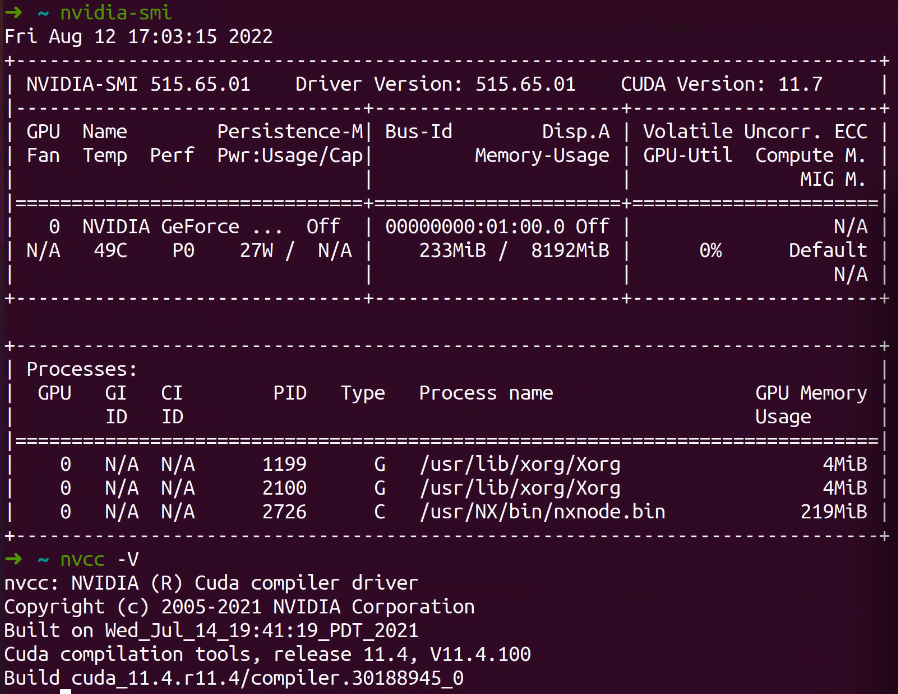 ➜  ~ nvidia-smi
Fri Aug 12 17:03:15 2022
+-----------------------------------------------------------------------------+
| NVIDIA-SMI 515.65.01    Driver Version: 515.65.01    CUDA Version: 11.7     |
|-------------------------------+----------------------+----------------------+
| GPU  Name        Persistence-M| Bus-Id        Disp.A | Volatile Uncorr. ECC |
| Fan  Temp  Perf  Pwr:Usage/Cap|         Memory-Usage | GPU-Util  Compute M. |
|                               |                      |               MIG M. |
|===============================+======================+======================|
|   0  NVIDIA GeForce ...  Off  | 00000000:01:00.0 Off |                  N/A |
| N/A   49C    P0    27W /  N/A |    233MiB /  8192MiB |      0%      Default |
|                               |                      |                  N/A |
+-------------------------------+----------------------+----------------------+
+-----------------------------------------------------------------------------+
| Processes:                                                                  |
|  GPU   GI   CI        PID   Type   Process name                  GPU Memory |
|        ID   ID                                                   Usage      |
|=============================================================================|
|    0   N/A  N/A      1199      G   /usr/lib/xorg/Xorg                  4MiB |
|    0   N/A  N/A      2100      G   /usr/lib/xorg/Xorg                  4MiB |
|    0   N/A  N/A      2726      C   /usr/NX/bin/nxnode.bin            219MiB |
+-----------------------------------------------------------------------------+
➜  ~ nvcc -V
nvcc: NVIDIA (R) Cuda compiler driver
Copyright (c) 2005-2021 NVIDIA Corporation
Built on Wed_Jul_14_19:41:19_PDT_2021
Cuda compilation tools, release 11.4, V11.4.100
Build cuda_11.4.r11.4/compiler.30188945_0